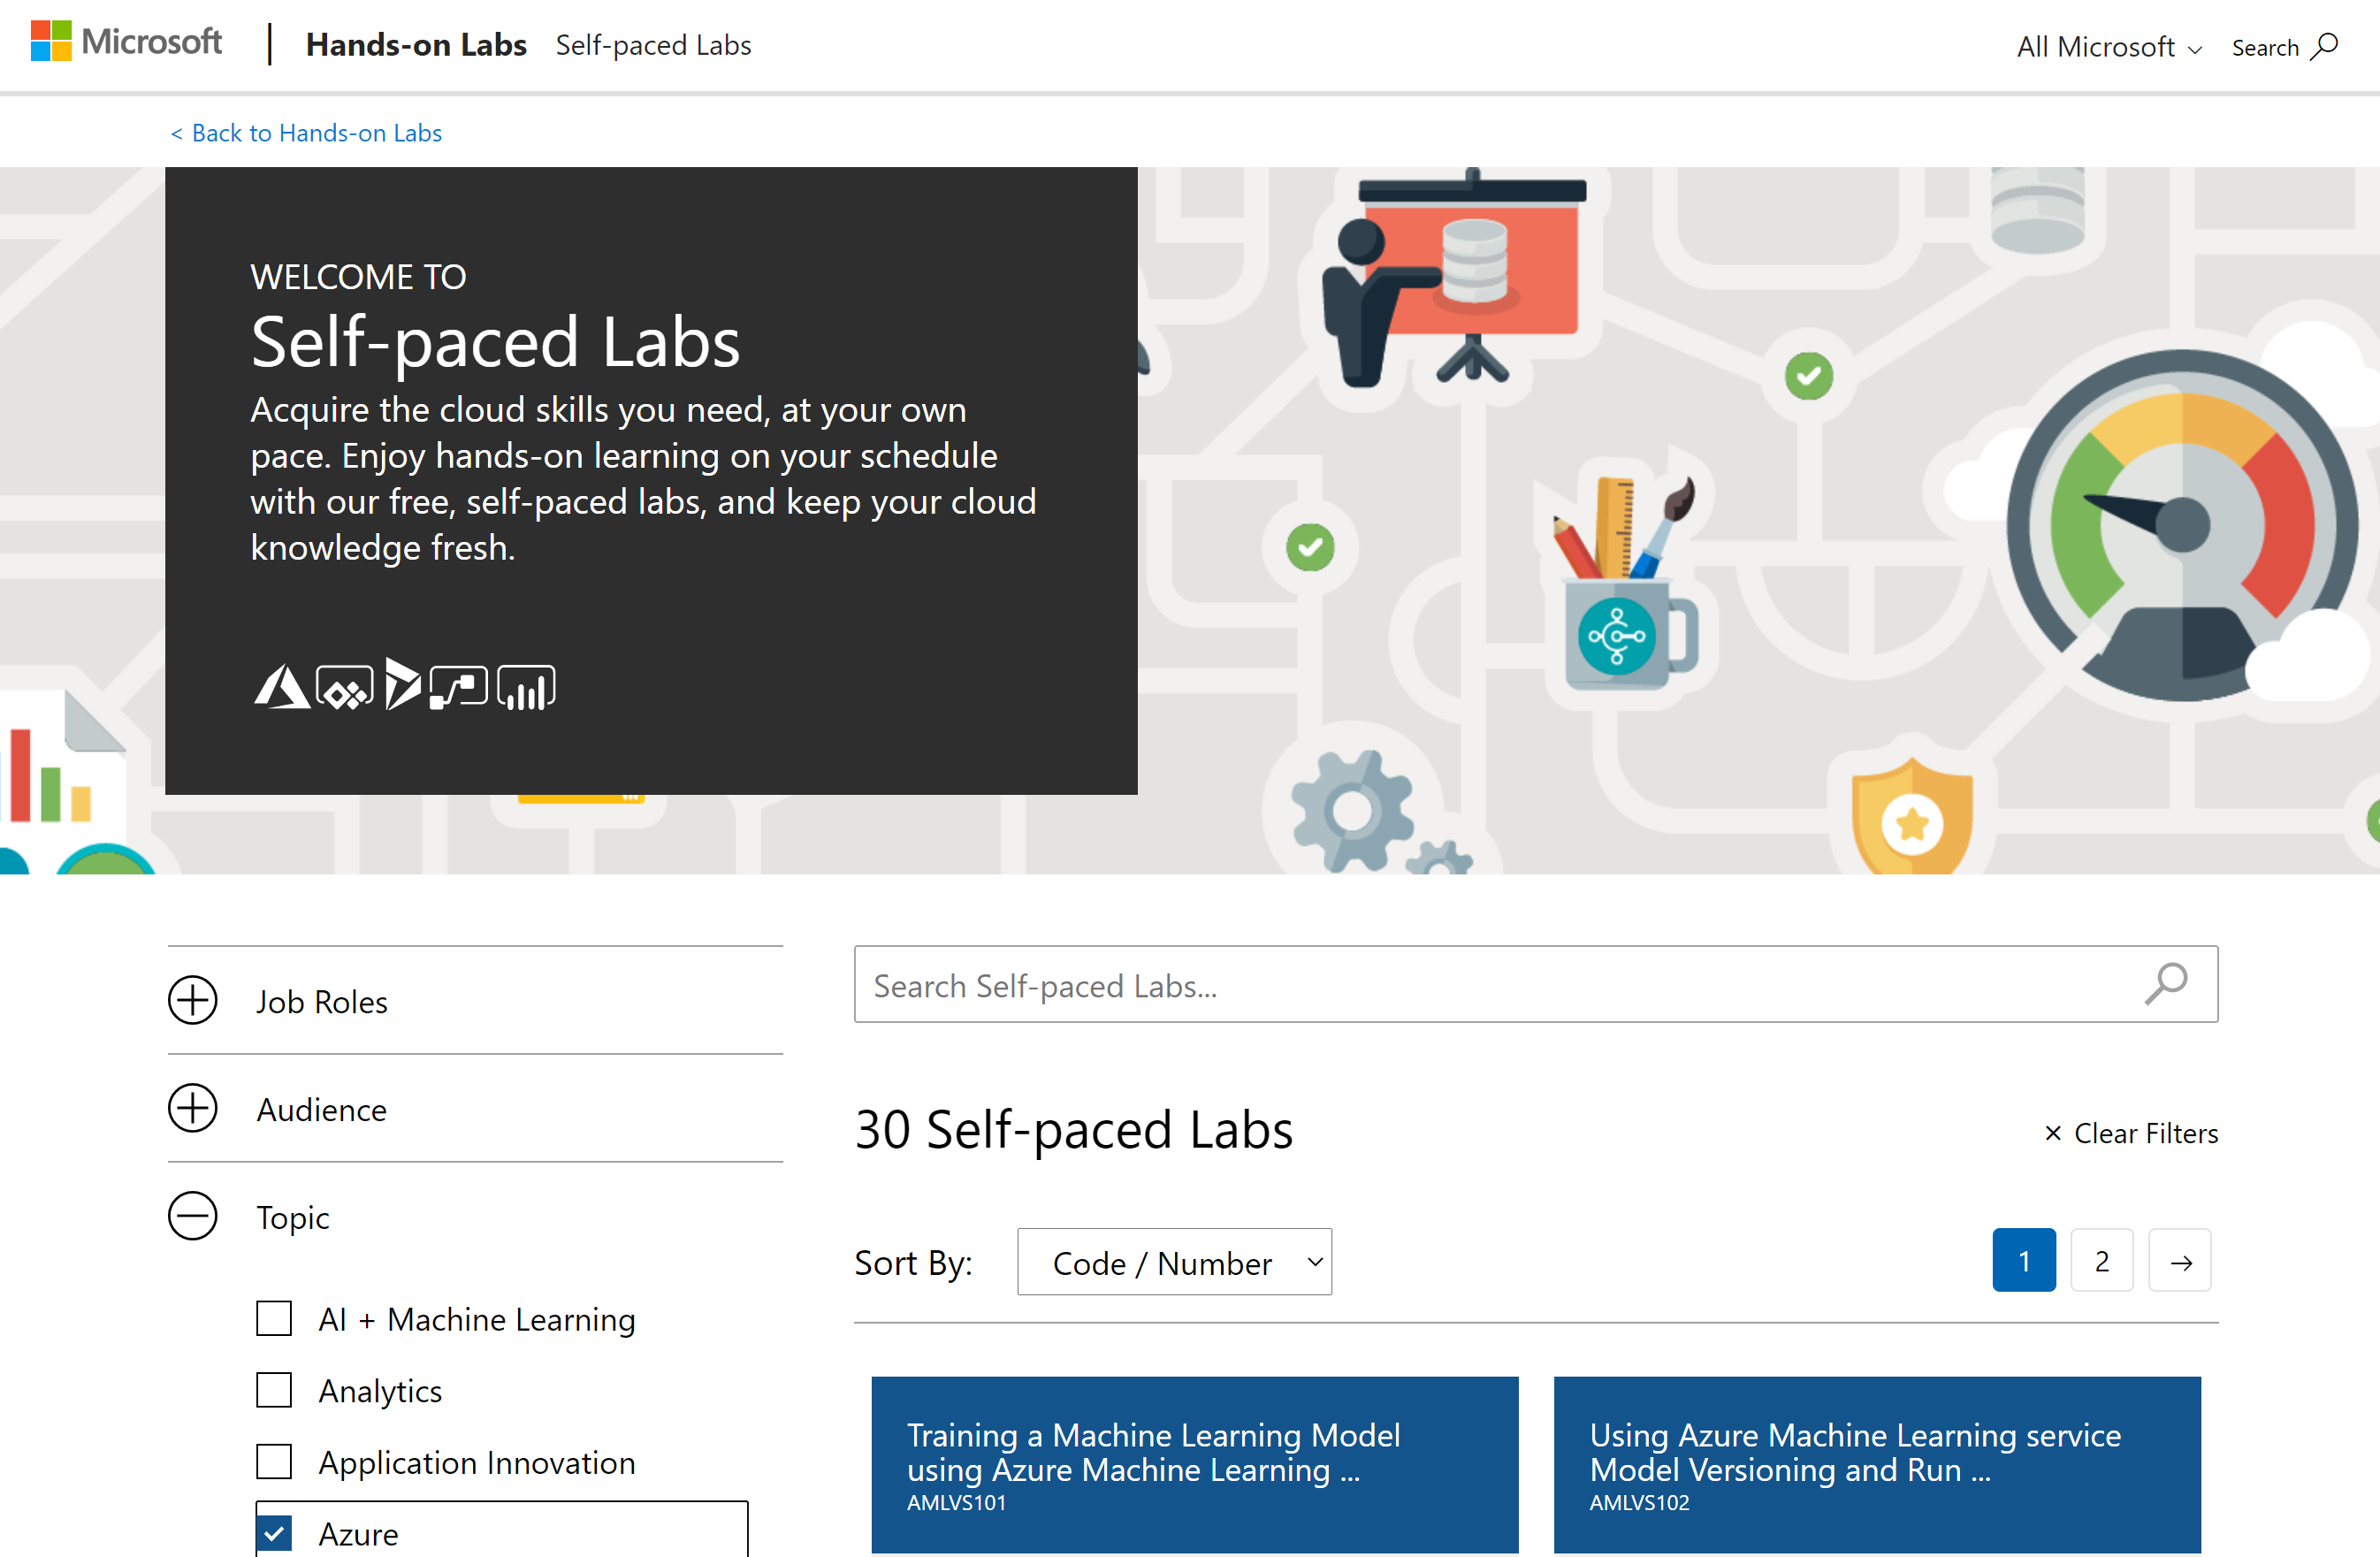 Microsoft
Hands-on Labs
Self-paced Labs
All Microsoft
Search
< Back to Hands-on Labs
WELCOME TO
Self-paced Labs
Acquire the cloud skills you need, at your own
pace. Enjoy hands-on learning on your schedule
with our free, self-paced labs, and keep your cloud
knowledge fresh.
Job Roles
Audience
Topic
AI + Machine Learning
Analytics
Application Innovation
Azure
Search Self-paced Labs...
30 Self-paced Labs
× Clear Filters
Sort By:
Code / Number
1
2
→
Training a Machine Learning Model
using Azure Machine Learning ...
AMLVS101
Using Azure Machine Learning service
Model Versioning and Run ...
AMLVS102